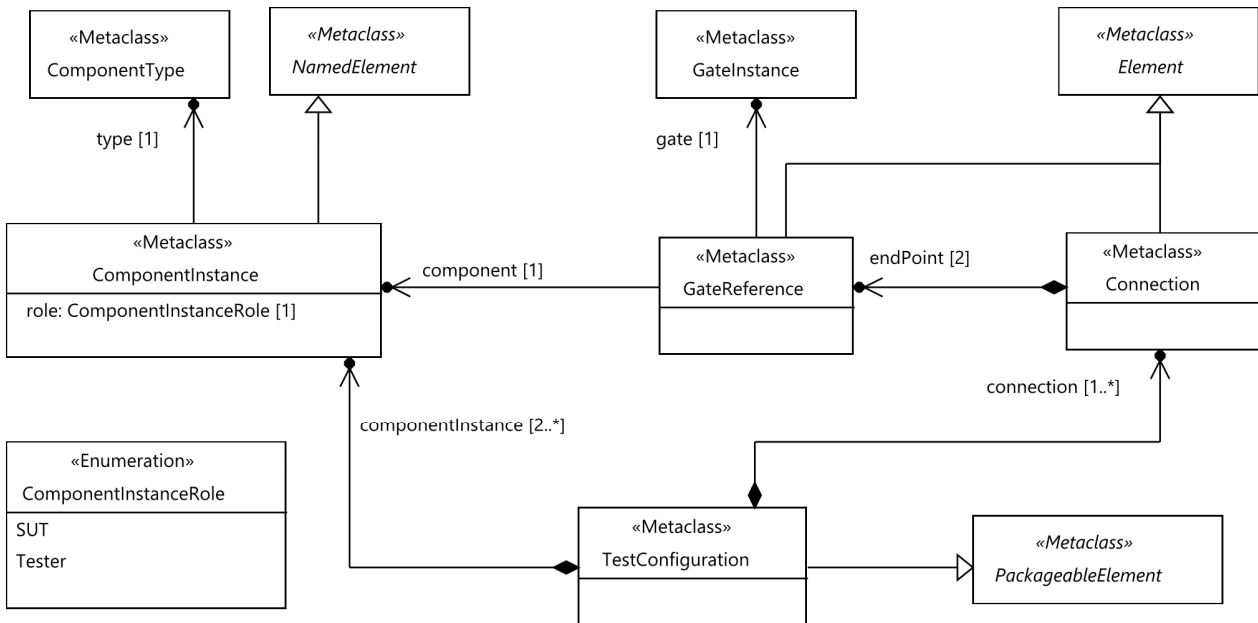 «Metaclass»
ComponentType
«Metaclass»
NamedElement
«Metaclass»
GateInstance
«Metaclass»
Element
type [1]
gate [1]
«Metaclass»
ComponentInstance
role: ComponentInstanceRole [1]
component [1]
«Metaclass»
GateReference
endPoint [2]
«Metaclass»
Connection
connection [1..*]
componentInstance [2..*]
«Enumeration»
ComponentInstanceRole
SUT
Tester
«Metaclass»
TestConfiguration
«Metaclass»
PackageableElement